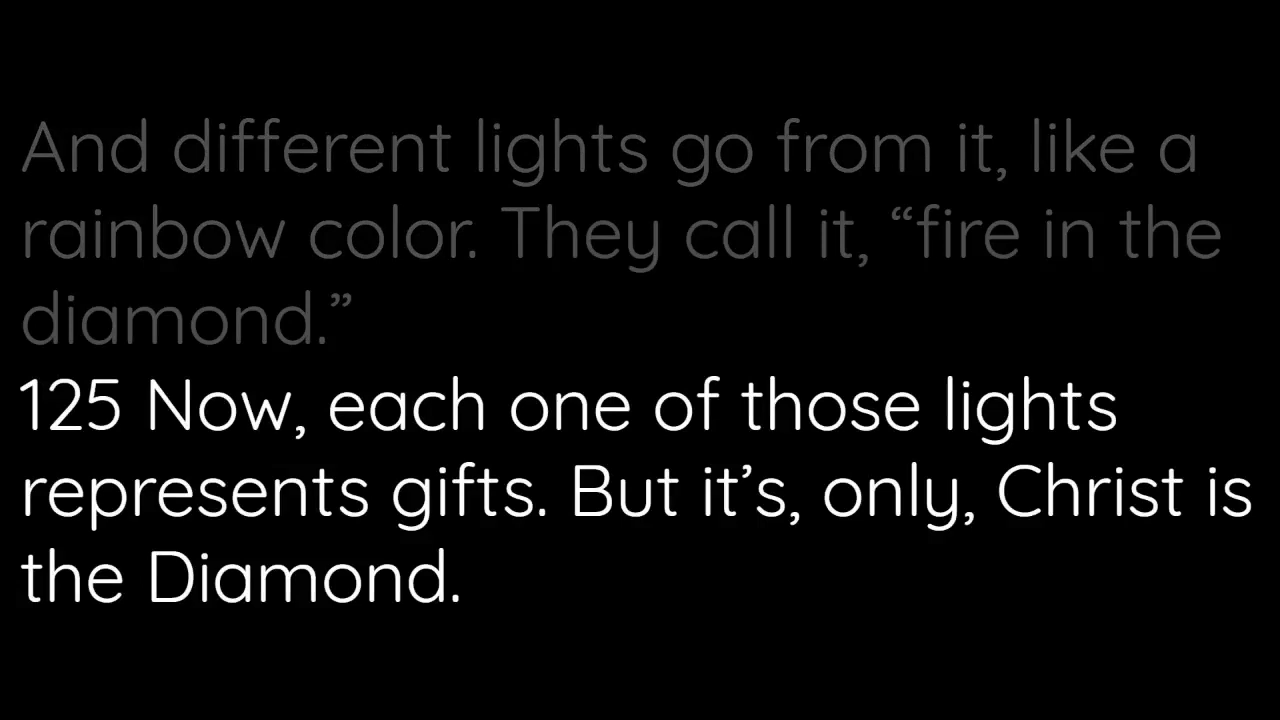 And different lights go from it, like a
rainbow color. They call it, “fire in the
diamond.”
125 Now, each one of those lights
represents gifts. But it’s, only, Christ is
the Diamond.